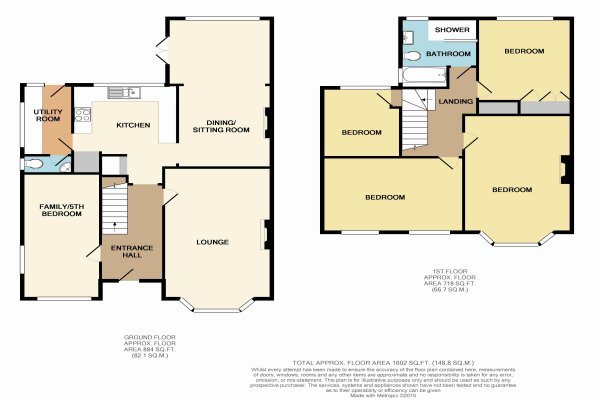 SHOWER
BATHROOM
BEDROOM
LANDING
UTILITY
ROOM
KITCHEN
DINING/
SITTING ROOM
BEDROOM
BEDROOM
BEDROOM
FAMILY/5TH
BEDROOM
LOUNGE
ENTRANCE
HALL
1ST FLOOR
APPROX. FLOOR
AREA 718 SQ.FT.
(66.7 SQ.M.)
GROUND FLOOR
APPROX. FLOOR
AREA 884 SQ.FT.
(82.1 SQ.M.)
TOTAL APPROX. FLOOR AREA 1602 SQ.FT. (148.8 SQ.M.)
Whilst every attempt has been made to ensure the accuracy of the floor plan contained here, measurements
of doors, windows, rooms and any other items are approximate and no responsibility is taken for any error,
omission, or mis-statement. This plan is for illustrative purposes only and should be used as such by any
prospective purchaser. The services, systems and appliances shown have not been tested and no guarantee
as to their operability or efficiency can be given
Made with Metropix ©2015